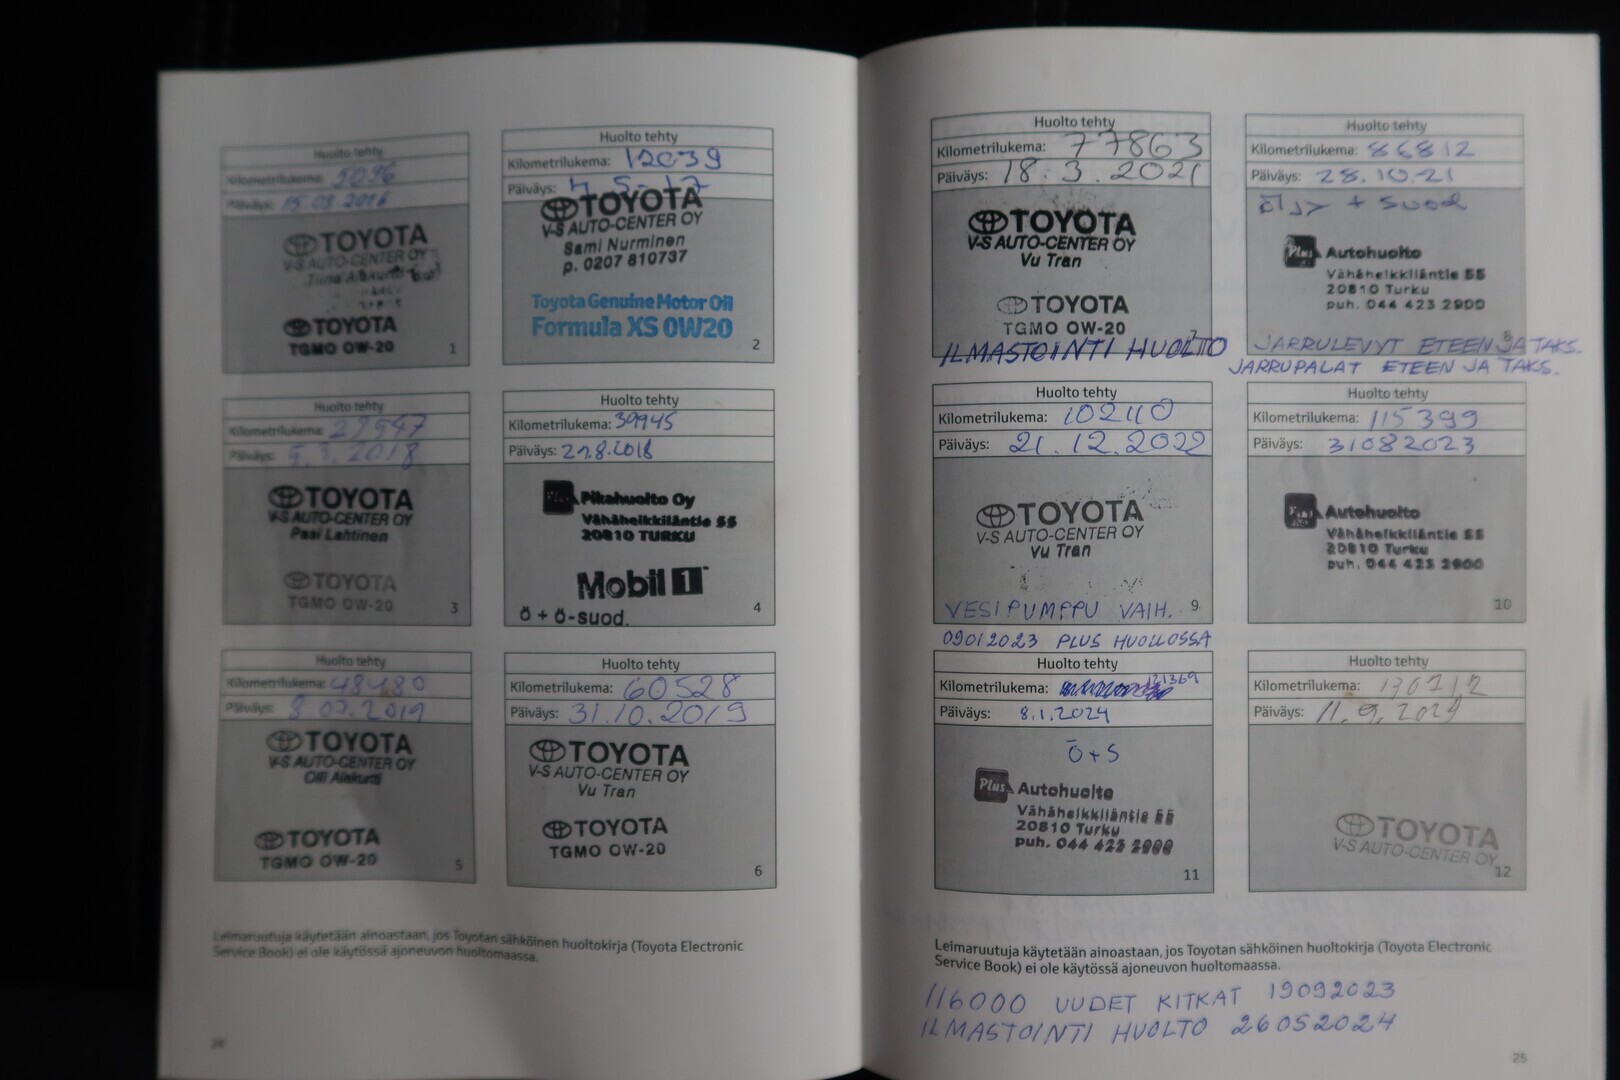 Huolto tehty
Kilometrilukema: 5096
Päiväys: 15.03.2016
TOYOTA
V-S AUTO-CENTER OY
TOYOTA
TGMO 0W-20
1
Huolto tehty
Kilometrilukema: 12039
Päiväys: 4.5.-17
TOYOTA
V-S AUTO-CENTER OY
Sami Nurminen
p. 0207 810737
Toyota Genuine Motor Oil
Formula XS 0W20
2
Huolto tehty
Kilometrilukema: 29947
Päiväys: 5.3.2018
TOYOTA
V-S AUTO-CENTER OY
Pasi Lahtinen
TOYOTA
TGMO 0W-20
3
Huolto tehty
Kilometrilukema: 39945
Päiväys: 27.8.2018
Plus Pikahuolto Oy
Vähäheikkiläntie 55
20810 TURKU
Mobil 1
Ö + Ö-suod.
4
Huolto tehty
Kilometrilukema: 48480
Päiväys: 8.03.2019
TOYOTA
V-S AUTO-CENTER OY
Olli Alakurtti
TOYOTA
TGMO 0W-20
5
Huolto tehty
Kilometrilukema: 60528
Päiväys: 31.10.2019
TOYOTA
V-S AUTO-CENTER OY
Vu Tran
TOYOTA
TGMO 0W-20
6
Leimaruutuja käytetään ainoastaan, jos Toyotan sähköinen huoltokirja (Toyota Electronic
Service Book) ei ole käytössä ajoneuvon huoltomaassa.
24
Huolto tehty
Kilometrilukema: 77863
Päiväys: 18.3.2021
TOYOTA
V-S AUTO-CENTER OY
Vu Tran
TOYOTA
TGMO 0W-20
7
ILMASTOINTI HUOLTO
Huolto tehty
Kilometrilukema: 86812
Päiväys: 28.10.21
Öljy + Suod
Plus Autohuolto
Vähäheikkiläntie 55
20810 Turku
puh. 044 423 2900
8
JARRULEVYT ETEEN JA TAKS.
JARRUPALAT ETEEN JA TAKS.
Huolto tehty
Kilometrilukema: 102110
Päiväys: 21.12.2022
TOYOTA
V-S AUTO-CENTER OY
Vu Tran
VESIPUMPPU VAIH.
9
09012023 PLUS HUOLLOSSA
Huolto tehty
Kilometrilukema: 115399
Päiväys: 31082023
Plus Autohuolto
Vähäheikkiläntie 55
20810 Turku
puh. 044 423 2900
10
Huolto tehty
Kilometrilukema: 121369
Päiväys: 8.1.2024
Ö+S
Plus Autohuolto
Vähäheikkiläntie 55
20810 Turku
puh. 044 423 2900
11
Huolto tehty
Kilometrilukema: 130712
Päiväys: 11.9.2024
TOYOTA
V-S AUTO-CENTER OY
12
Leimaruutuja käytetään ainoastaan, jos Toyotan sähköinen huoltokirja (Toyota Electronic
Service Book) ei ole käytössä ajoneuvon huoltomaassa.
116000 UUDET KITKAT 19092023
ILMASTOINTI HUOLTO 26052024
25